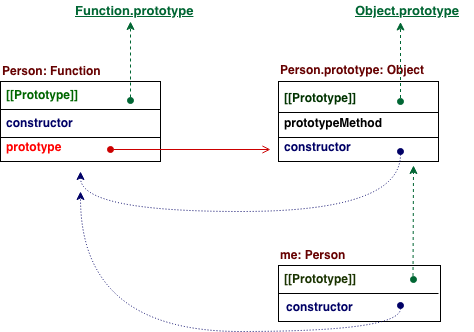 Function.prototype
Object.prototype
Person: Function
[[Prototype]]
constructor
prototype
Person.prototype: Object
[[Prototype]]
prototypeMethod
constructor
me: Person
[[Prototype]]
constructor